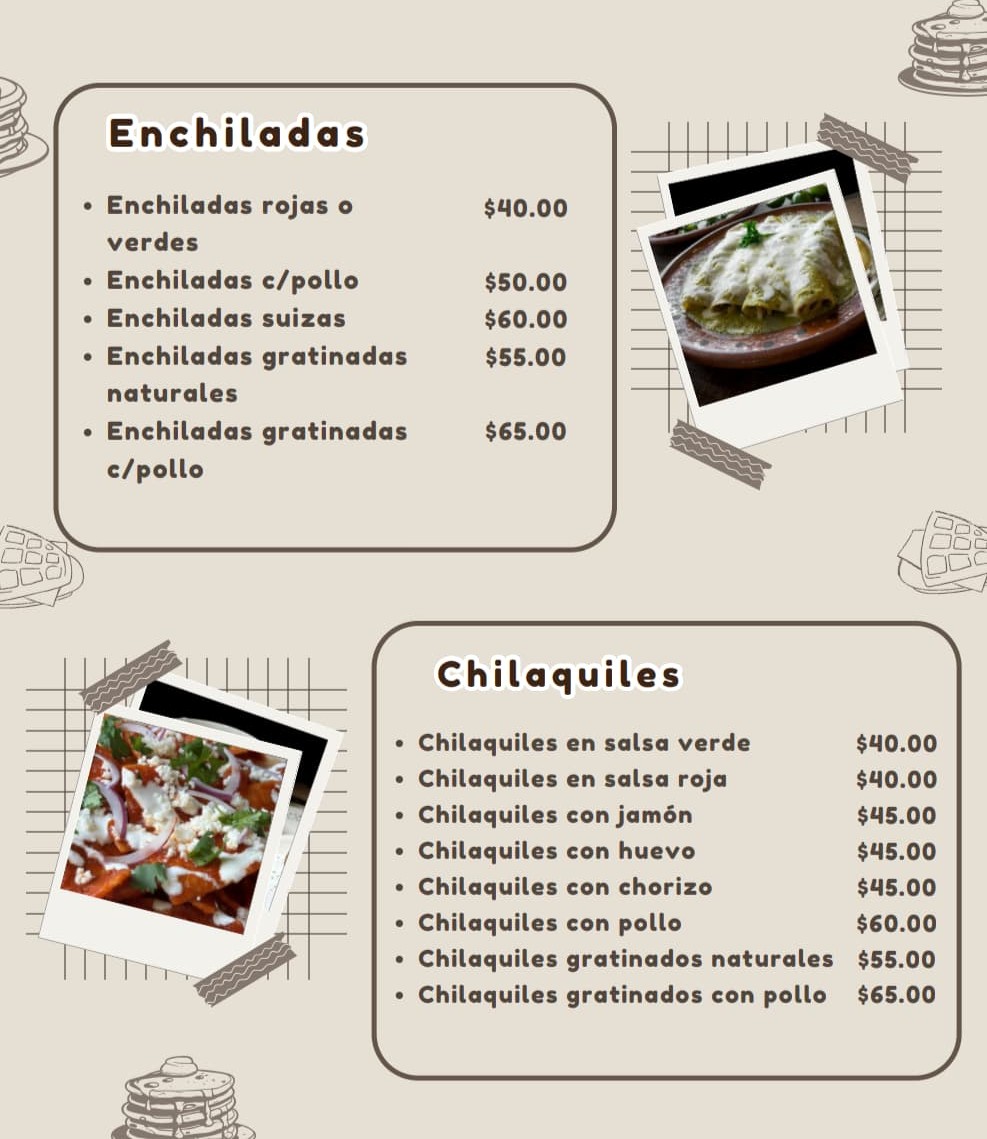 Enchiladas
• Enchiladas rojas o $40.00
verdes
• Enchiladas c/pollo $50.00
• Enchiladas suizas $60.00
• Enchiladas gratinadas $55.00
naturales
• Enchiladas gratinadas $65.00
c/pollo
Chilaquiles
• Chilaquiles en salsa verde $40.00
• Chilaquiles en salsa roja $40.00
• Chilaquiles con jamón $45.00
• Chilaquiles con huevo $45.00
• Chilaquiles con chorizo $45.00
• Chilaquiles con pollo $60.00
• Chilaquiles gratinados naturales $55.00
• Chilaquiles gratinados con pollo $65.00